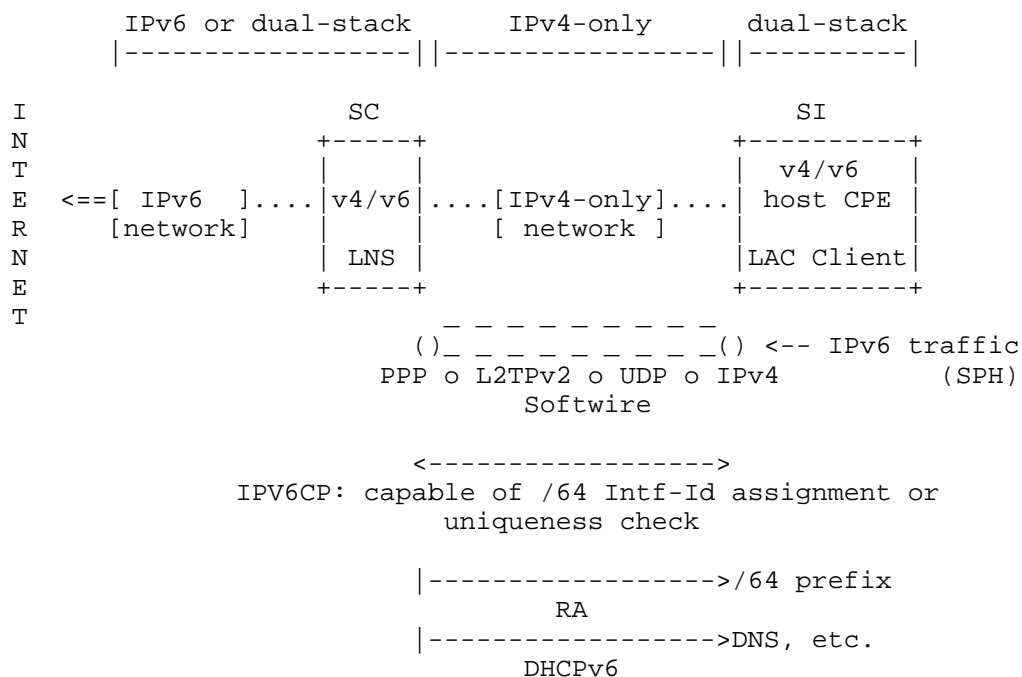 IPv6 or dual-stack IPv4-only dual-stack
|------------------||-----------------||----------|
I SC SI
N +-----+ +----------+
T | | | v4/v6 |
E <==[ IPv6 ]....|v4/v6|....[IPv4-only]....| host CPE |
R [network] | | [ network ] | |
N | LNS | |LAC Client|
E +-----+ +----------+
T _ _ _ _ _ _ _ _ _
()_ _ _ _ _ _ _ _ _() <-- IPv6 traffic
PPP o L2TPv2 o UDP o IPv4 (SPH)
Softwire
<------------------>
IPV6CP: capable of /64 Intf-Id assignment or
uniqueness check
|------------------>/64 prefix
RA
|------------------>DNS, etc.
DHCPv6